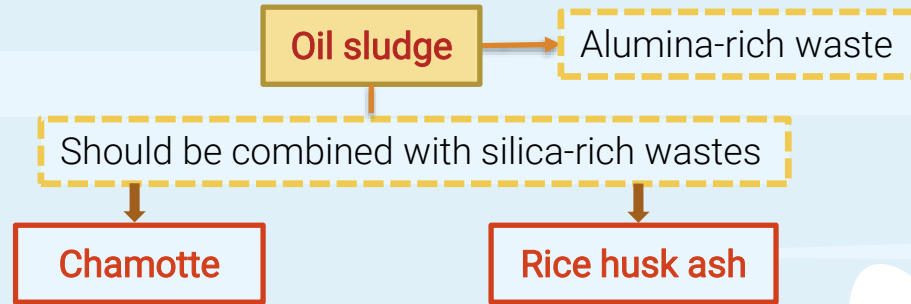 Oil sludge
Alumina-rich waste
Should be combined with silica-rich wastes
Chamotte
Rice husk ash